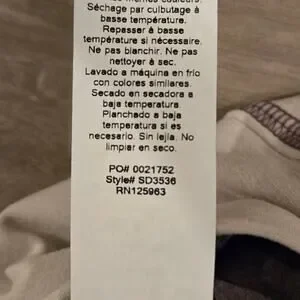 mêmes couleurs.
Séchage par culbutage à
basse température.
Repasser à basse
température si nécessaire.
Ne pas blanchir. Ne pas
nettoyer à sec.
Lavado a máquina en frío
con colores similares.
Secado en secadora a
baja temperatura.
Planchado a baja
temperatura si es
necesario. Sin lejía. No
limpiar en seco.
PO# 0021752
Style# SD3536
RN125963